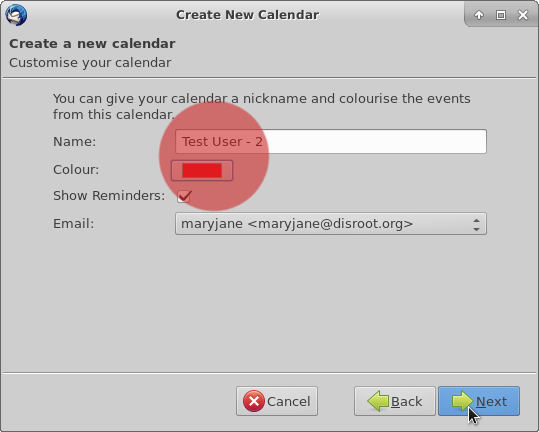 Create New Calendar
Create a new calendar
Customise your calendar
You can give your calendar a nickname and colourise the events
from this calendar.
Name: Test User - 2
Colour:
Show Reminders:
Email: maryjane <maryjane@disroot.org>
Cancel Back Next